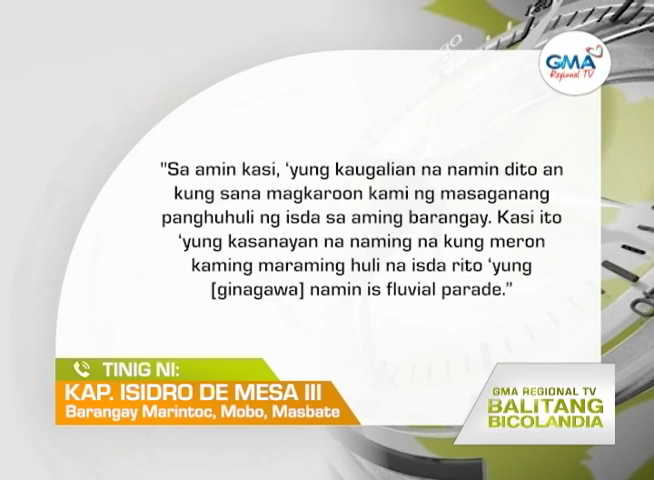 GMA
Regional TV
"Sa amin kasi, ‘yung kaugalian na namin dito an
kung sana magkaroon kami ng masaganang
panghuhuli ng isda sa aming barangay. Kasi ito
‘yung kasanayan na naming na kung meron
kaming maraming huli na isda rito ‘yung
[ginagawa] namin is fluvial parade.”
TINIG NI:
KAP. ISIDRO DE MESA III
Barangay Marintoc, Mobo, Masbate
GMA REGIONAL TV
BALITANG
BICOLANDIA